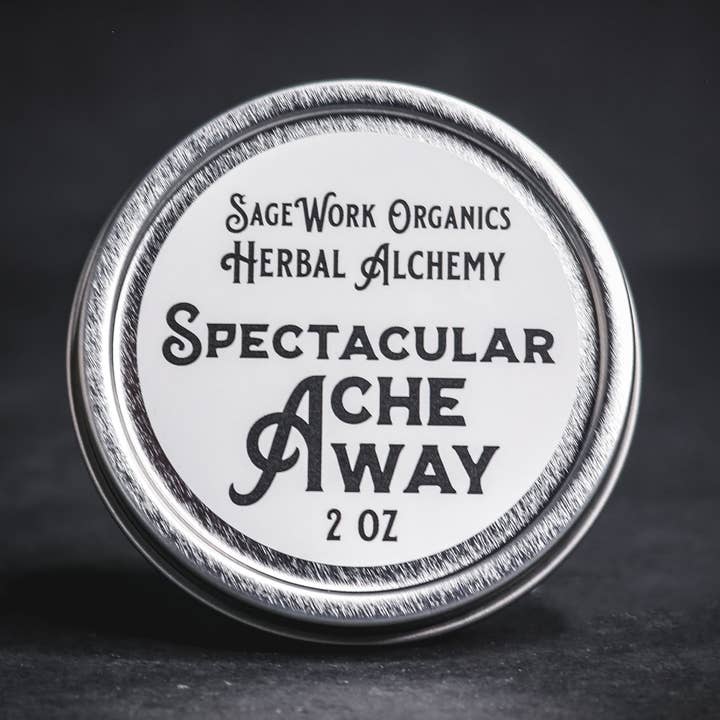 SageWork Organics
Herbal Alchemy
Spectacular
Ache
Away
2 oz